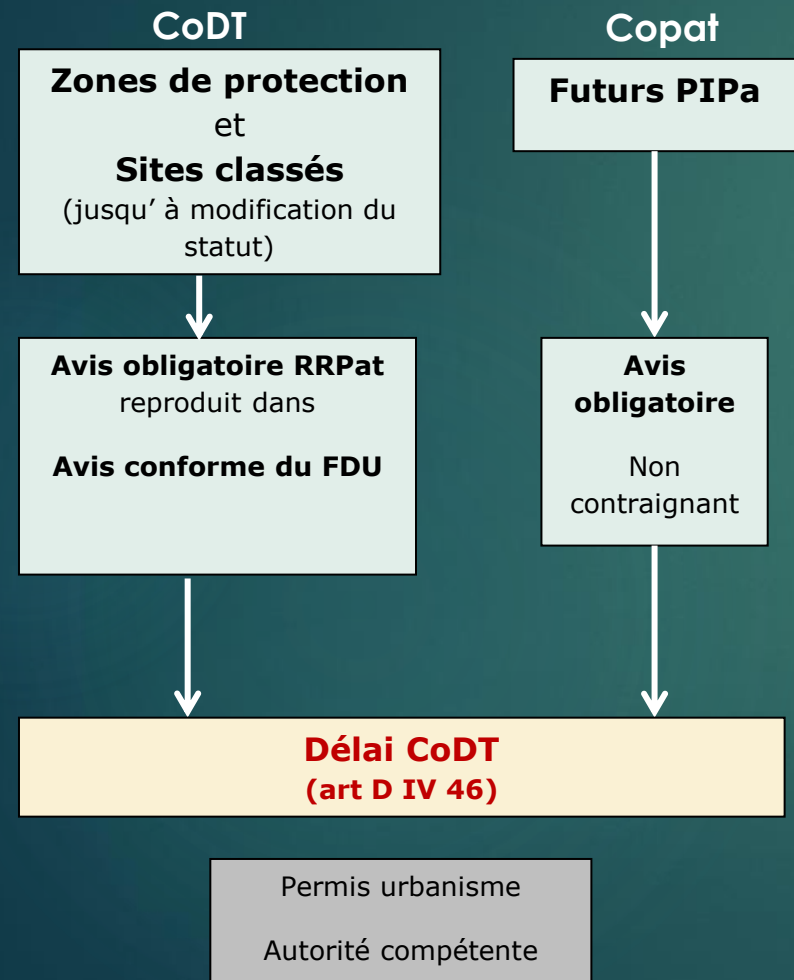 CoDT
Zones de protection
et
Sites classés
(jusqu’ à modification du
statut)
Avis obligatoire RRPat
reproduit dans
Avis conforme du FDU
Copat
Futurs PIPa
Avis
obligatoire
Non
contraignant
Délai CoDT
(art D IV 46)
Permis urbanisme
Autorité compétente